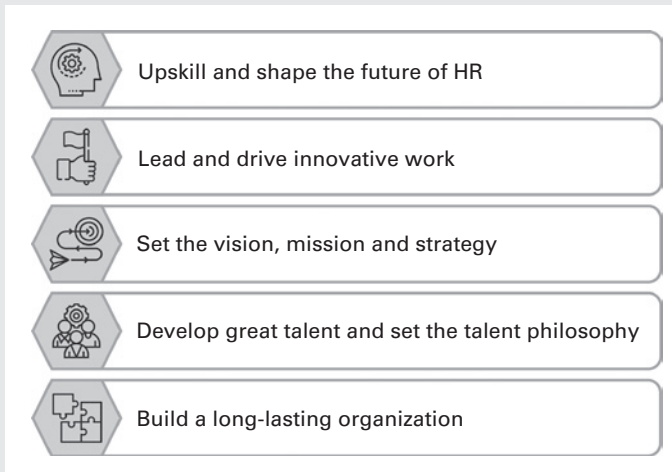 Upskill and shape the future of HR
Lead and drive innovative work
Set the vision, mission and strategy
Develop great talent and set the talent philosophy
Build a long-lasting organization